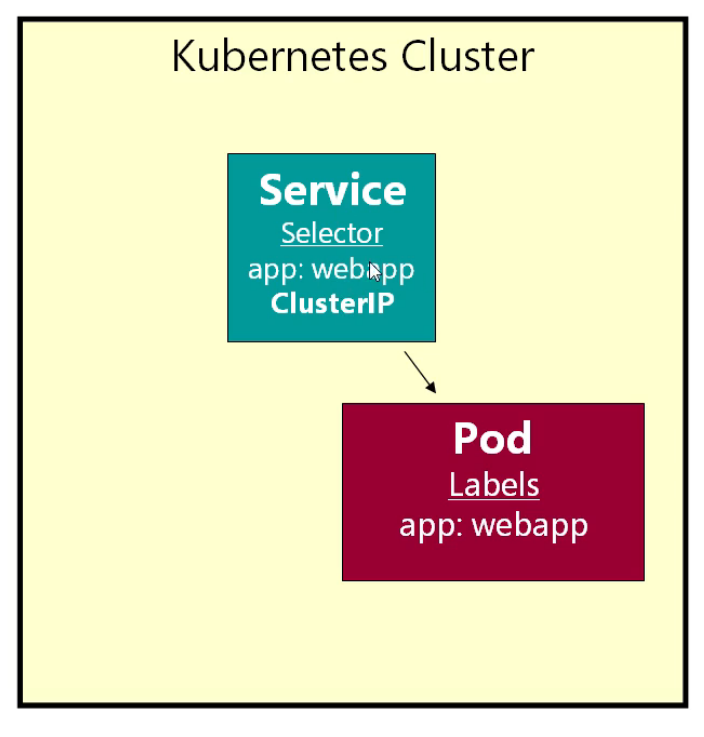 Kubernetes Cluster
Service
Selector
app: webapp
ClusterIP
Pod
Labels
app: webapp